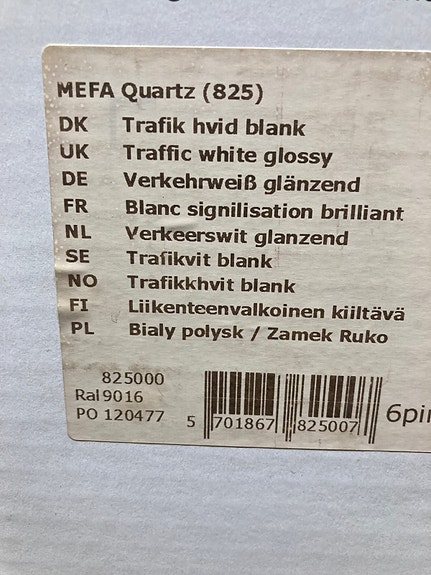 MEFA Quartz (825)
DK Trafik hvid blank
UK Traffic white glossy
DE Verkehrweiß glänzend
FR Blanc signilisation brilliant
NL Verkeerswit glanzend
SE Trafikvit blank
NO Trafikkhvit blank
FI Liikenteenvalkoinen kiiltävä
PL Bialy polysk / Zamek Ruko
825000
Ral 9016
PO 120477
5 701867 825007